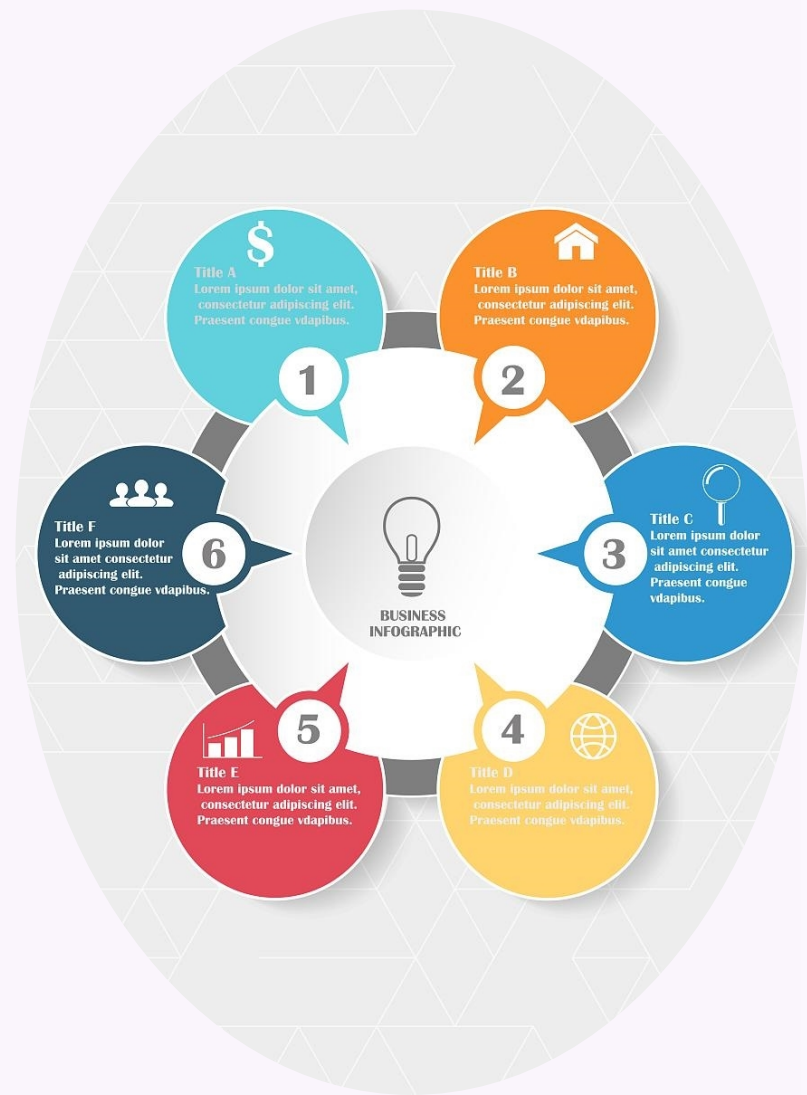 $
Title A
Lorem ipsum dolor sit amet,
consectetur adipiscing elit.
Praesent congue vdapibus.
1
Title B
Lorem ipsum dolor sit amet,
consectetur adipiscing elit.
Praesent congue vdapibus.
2
Title C
Lorem ipsum dolor
sit amet consectetur
adipiscing elit.
Praesent congue
vdapibus.
3
Title D
Lorem ipsum dolor sit amet,
consectetur adipiscing elit.
Praesent congue vdapibus.
4
Title E
Lorem ipsum dolor sit amet,
consectetur adipiscing elit.
Praesent congue vdapibus.
5
Title F
Lorem ipsum dolor
sit amet consectetur
adipiscing elit.
Praesent congue vdapibus.
6
BUSINESS
INFOGRAPHIC